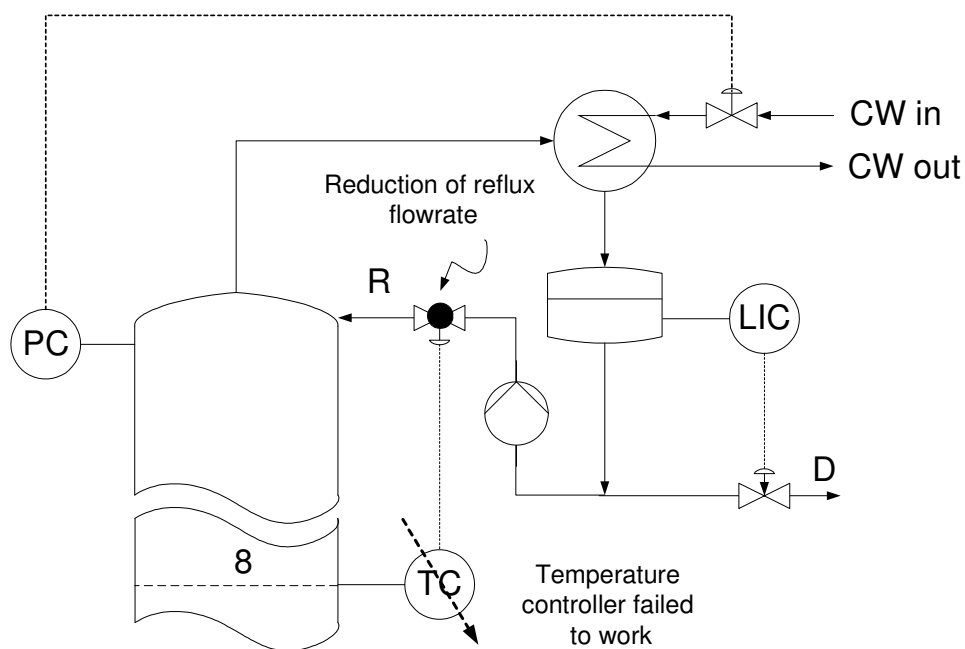 CW in
CW out
Reduction of reflux
flowrate
R
PC
LIC
D
8
TC
Temperature
controller failed
to work